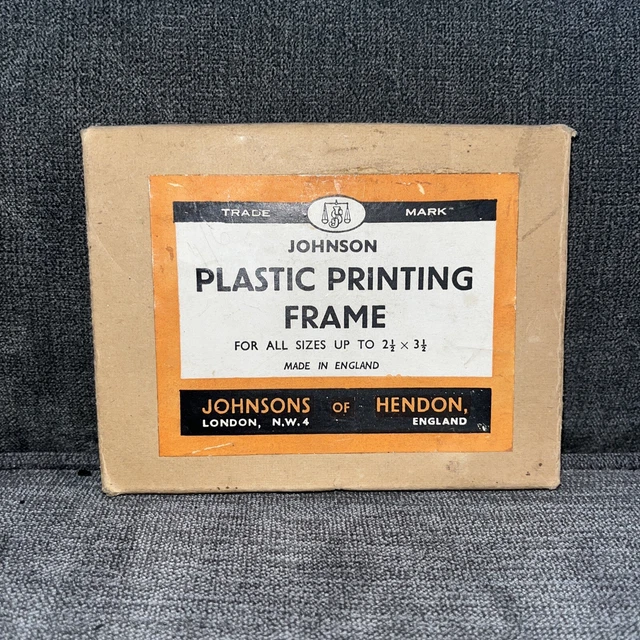 TRADE MARK
JOHNSON
PLASTIC PRINTING
FRAME
FOR ALL SIZES UP TO 2½ × 3½
MADE IN ENGLAND
JOHNSONS OF HENDON,
LONDON, N.W.4 ENGLAND